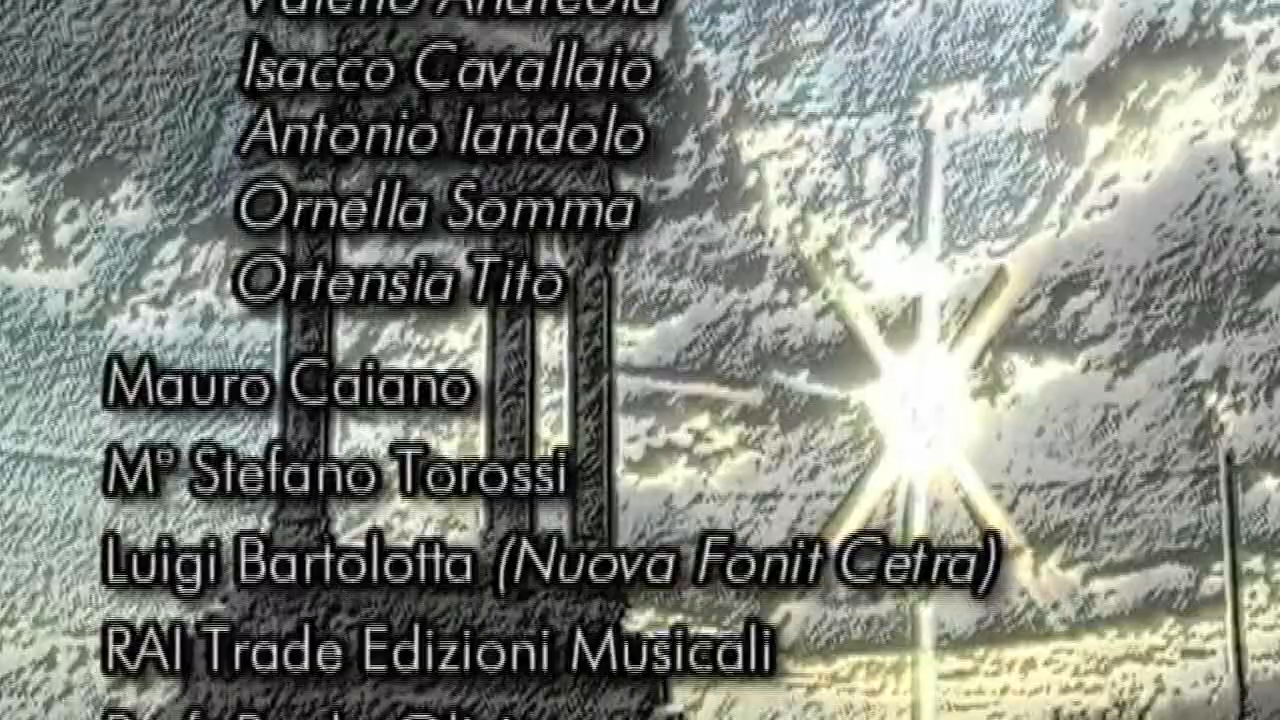 Isacco Cavallaio
Antonio Iandolo
Ornella Somma
Ortensia Tito
Mauro Caiano
Mº Stefano Torossi
Luigi Bartolotta (Nuova Fonit Cetra)
RAI Trade Edizioni Musicali